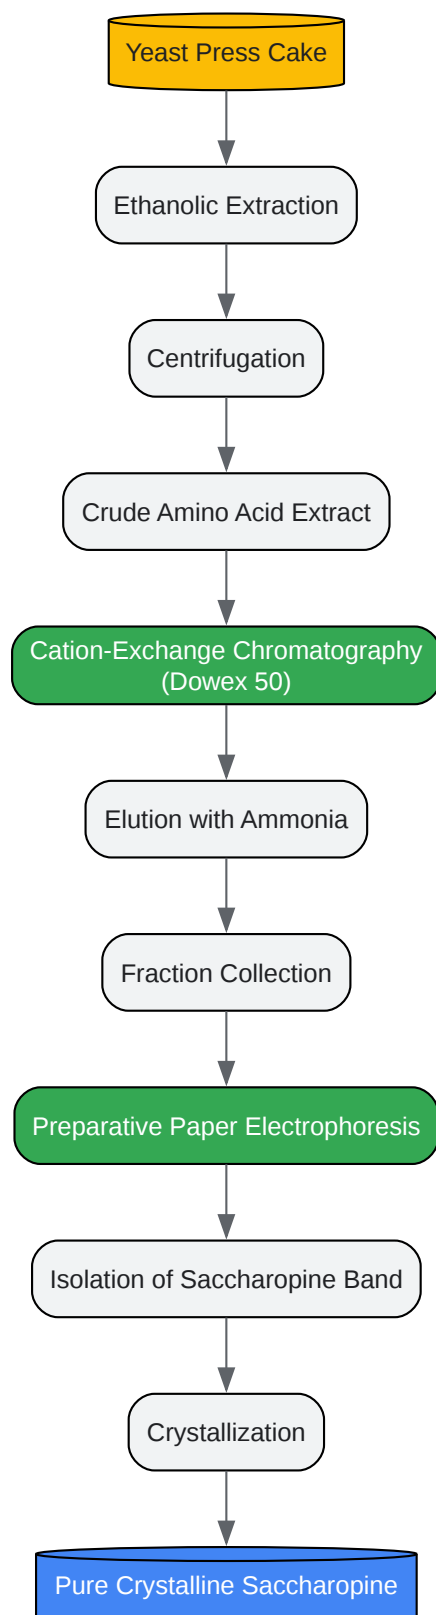 Yeast Press Cake
Ethanolic Extraction
Centrifugation
Crude Amino Acid Extract
Cation-Exchange Chromatography
(Dowex 50)
Elution with Ammonia
Fraction Collection
Preparative Paper Electrophoresis
Isolation of Saccharopine Band
Crystallization
Pure Crystalline Saccharopine